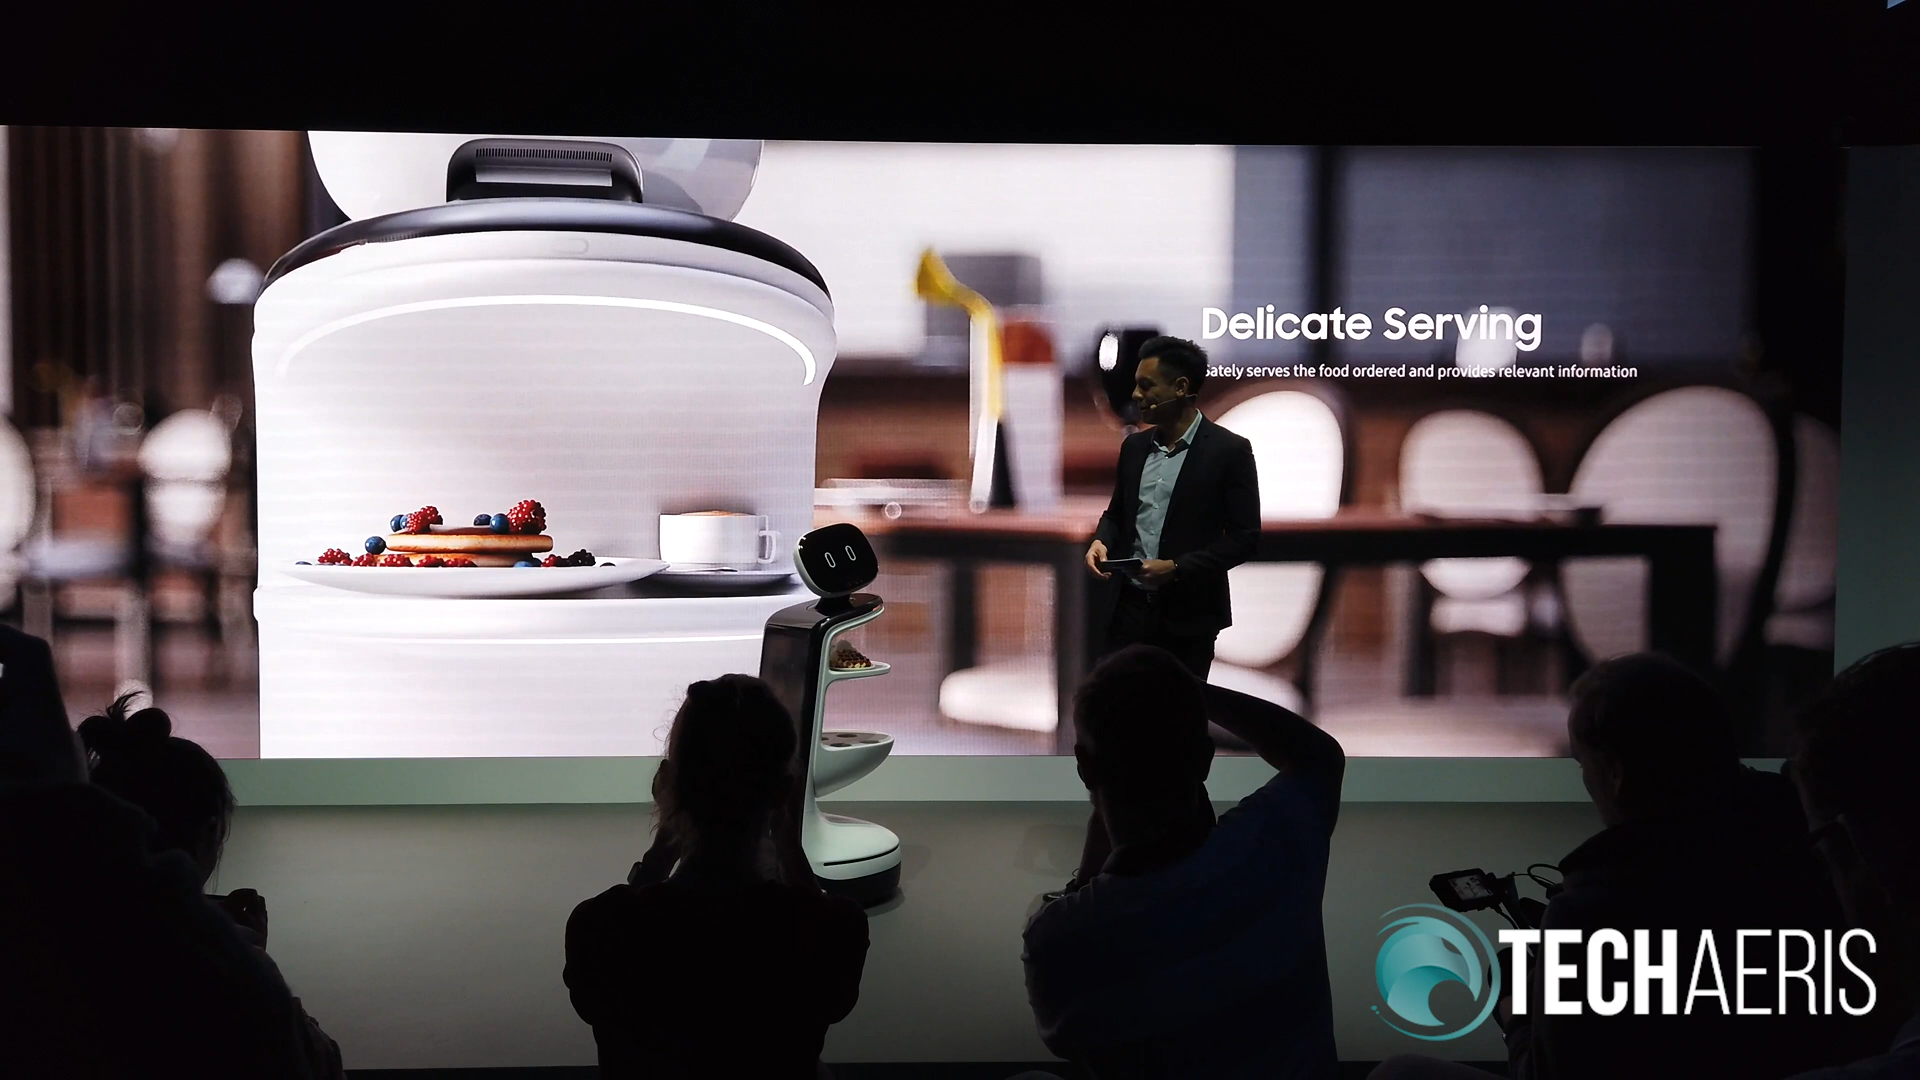 Delicate Serving
Safely serves the food ordered and provides relevant information
TECHAERIS